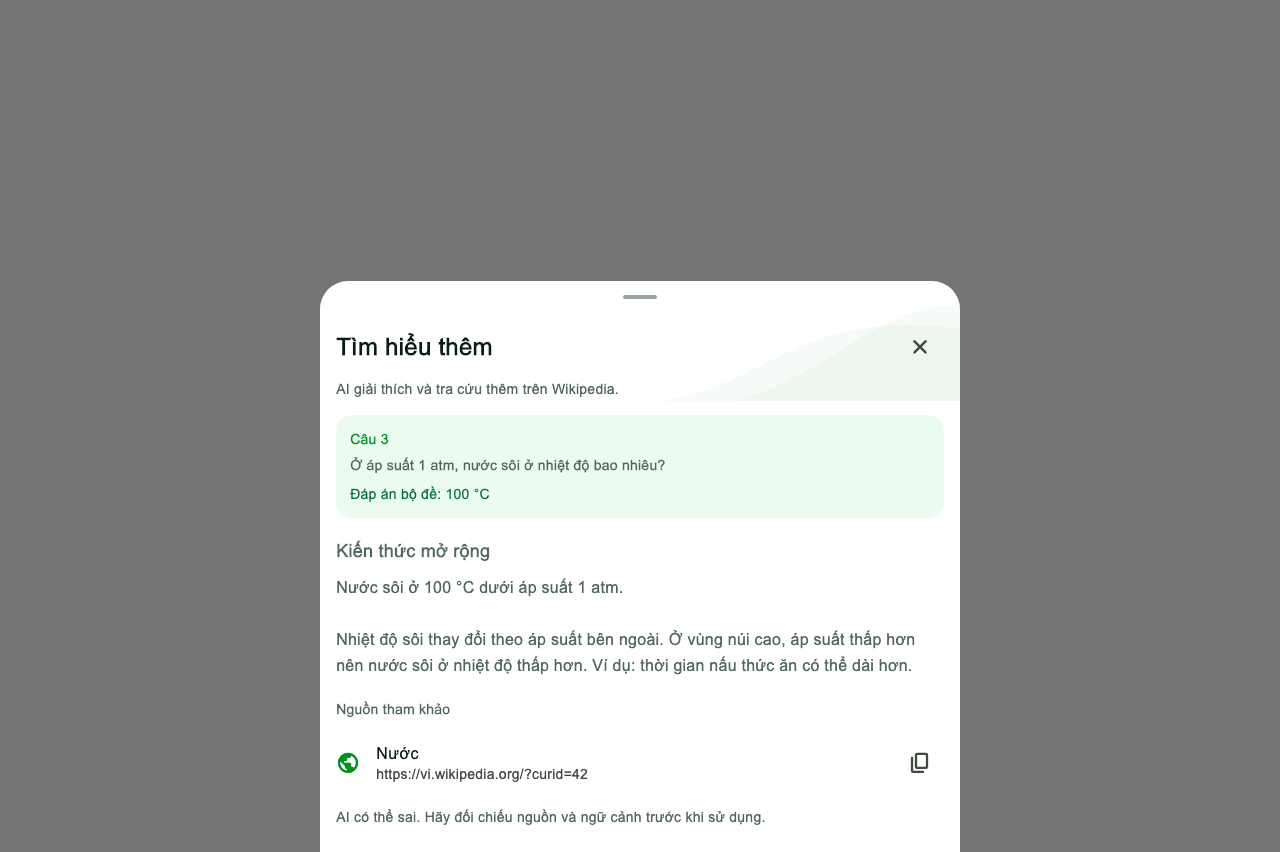 Tìm hiểu thêm
AI giải thích và tra cứu thêm trên Wikipedia.
Câu 3
Ở áp suất 1 atm, nước sôi ở nhiệt độ bao nhiêu?
Đáp án bộ đề: 100 °C
Kiến thức mở rộng
Nước sôi ở 100 °C dưới áp suất 1 atm.
Nhiệt độ sôi thay đổi theo áp suất bên ngoài. Ở vùng núi cao, áp suất thấp hơn
nên nước sôi ở nhiệt độ thấp hơn. Ví dụ: thời gian nấu thức ăn có thể dài hơn.
Nguồn tham khảo
Nước
https://vi.wikipedia.org/?curid=42
AI có thể sai. Hãy đối chiếu nguồn và ngữ cảnh trước khi sử dụng.